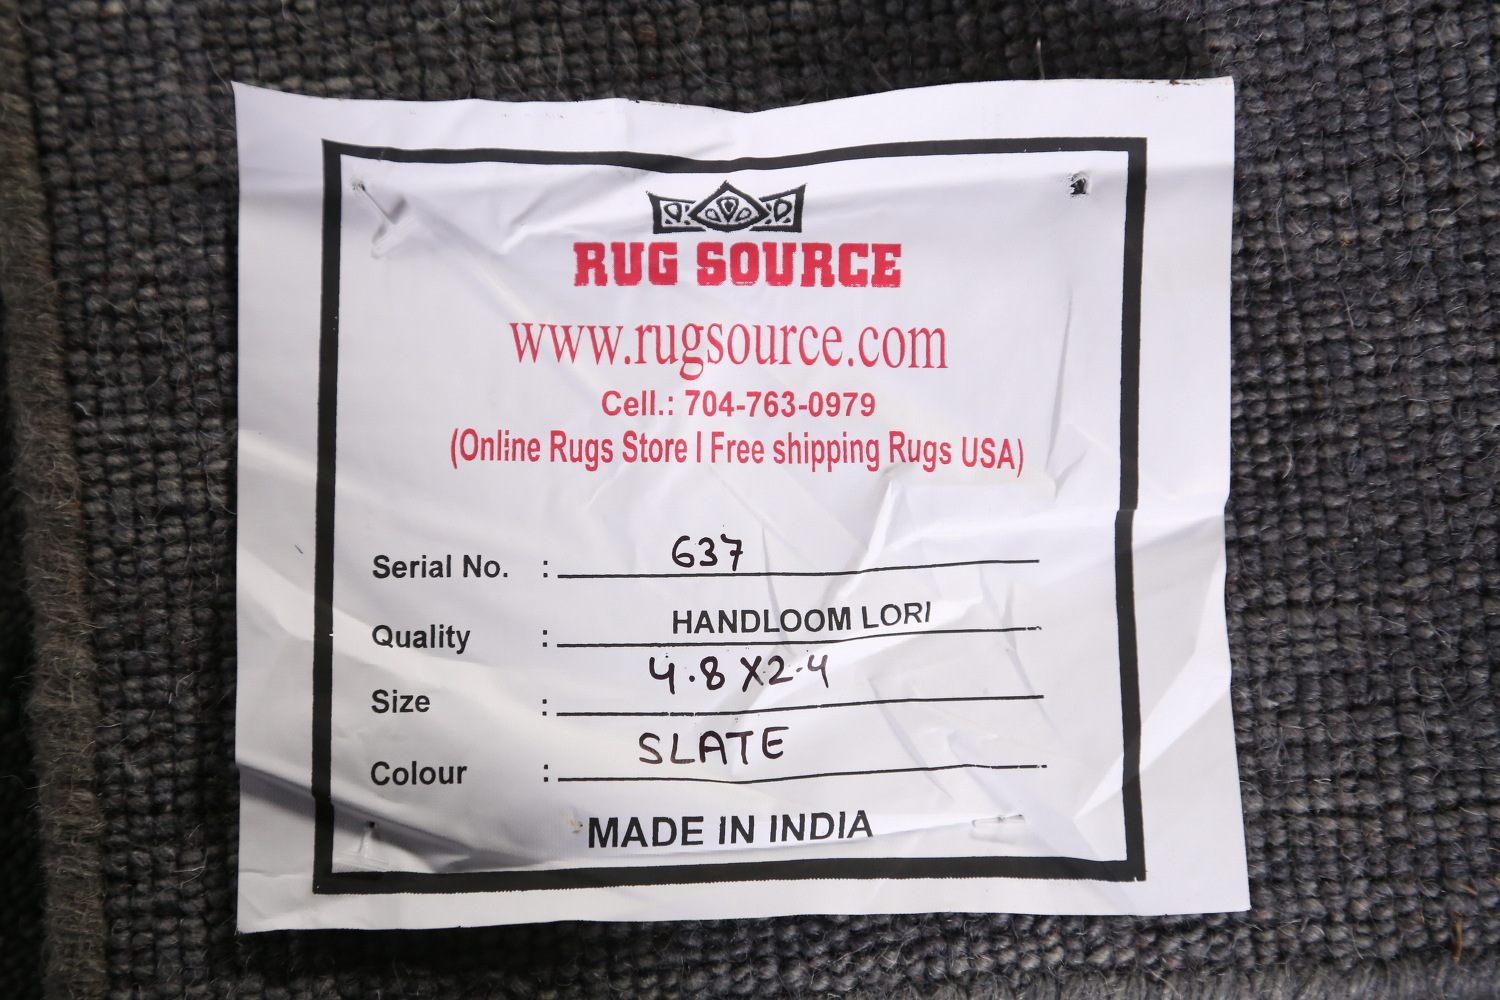 RUG SOURCE
www.rugsource.com
Cell.: 704-763-0979
(Online Rugs Store I Free shipping Rugs USA)
Serial No. : 637
Quality : HANDLOOM LORI
Size : 4.8 X2.4
Colour : SLATE
MADE IN INDIA